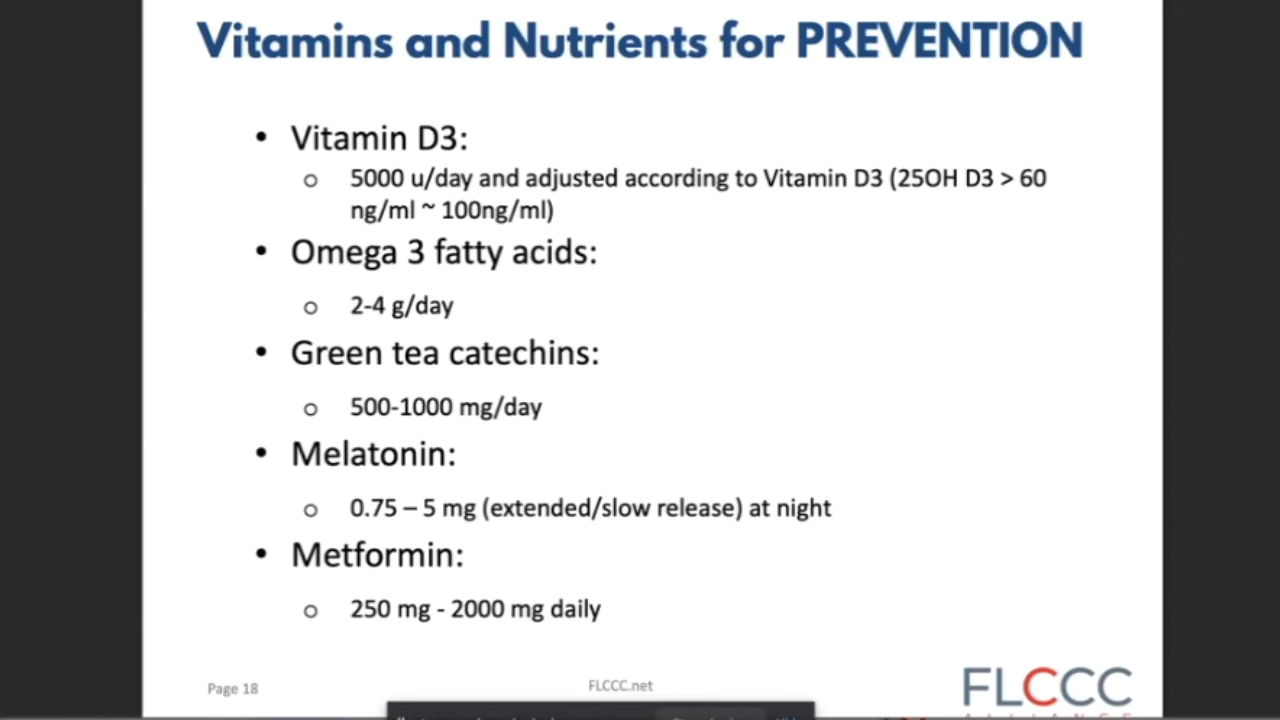 Vitamins and Nutrients for PREVENTION
• Vitamin D3:
o 5000 u/day and adjusted according to Vitamin D3 (25OH D3 > 60
ng/ml ~ 100ng/ml)
• Omega 3 fatty acids:
o 2-4 g/day
• Green tea catechins:
o 500-1000 mg/day
• Melatonin:
o 0.75 – 5 mg (extended/slow release) at night
• Metformin:
o 250 mg - 2000 mg daily
Page 18
FLCCC.net
FLCCC